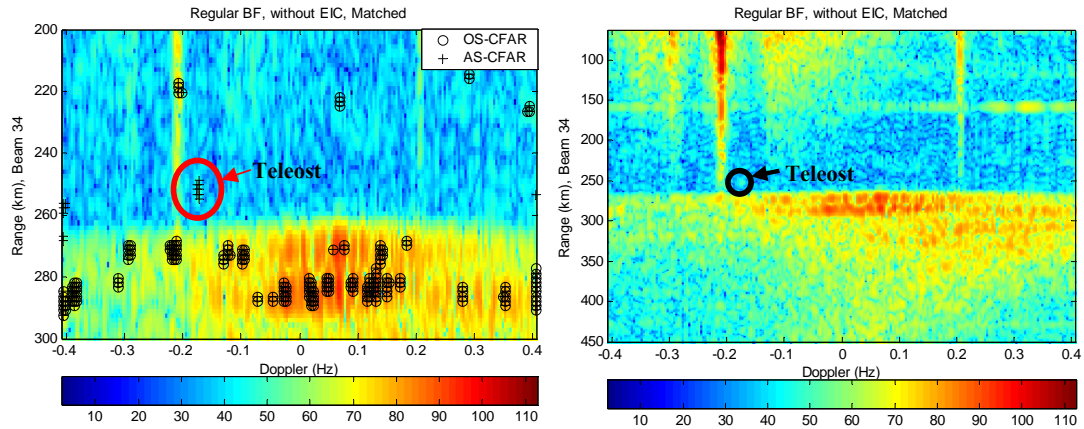 Regular BF, without EIC, Matched
200
220
240
260
280
300
Range (km), Beam 34
OS-CFAR
AS-CFAR
Teleost
-0.4 -0.3 -0.2 -0.1 0 0.1 0.2 0.3 0.4
Doppler (Hz)
10 20 30 40 50 60 70 80 90 100 110
Regular BF, without EIC, Matched
100
150
200
250
300
350
400
450
Range (km), Beam 34
Teleost
-0.4 -0.3 -0.2 -0.1 0 0.1 0.2 0.3 0.4
Doppler (Hz)
10 20 30 40 50 60 70 80 90 100 110